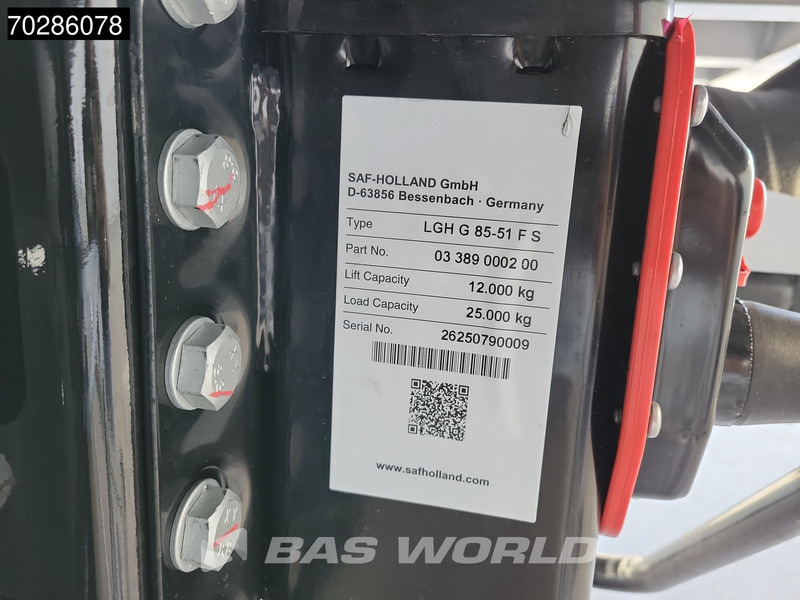 70286078
SAF-HOLLAND GmbH
D-63856 Bessenbach · Germany
Type LGH G 85-51 F S
Part No. 03 389 0002 00
Lift Capacity 12.000 kg
Load Capacity 25.000 kg
Serial No. 26250790009
www.safholland.com
XY
BAS WORLD